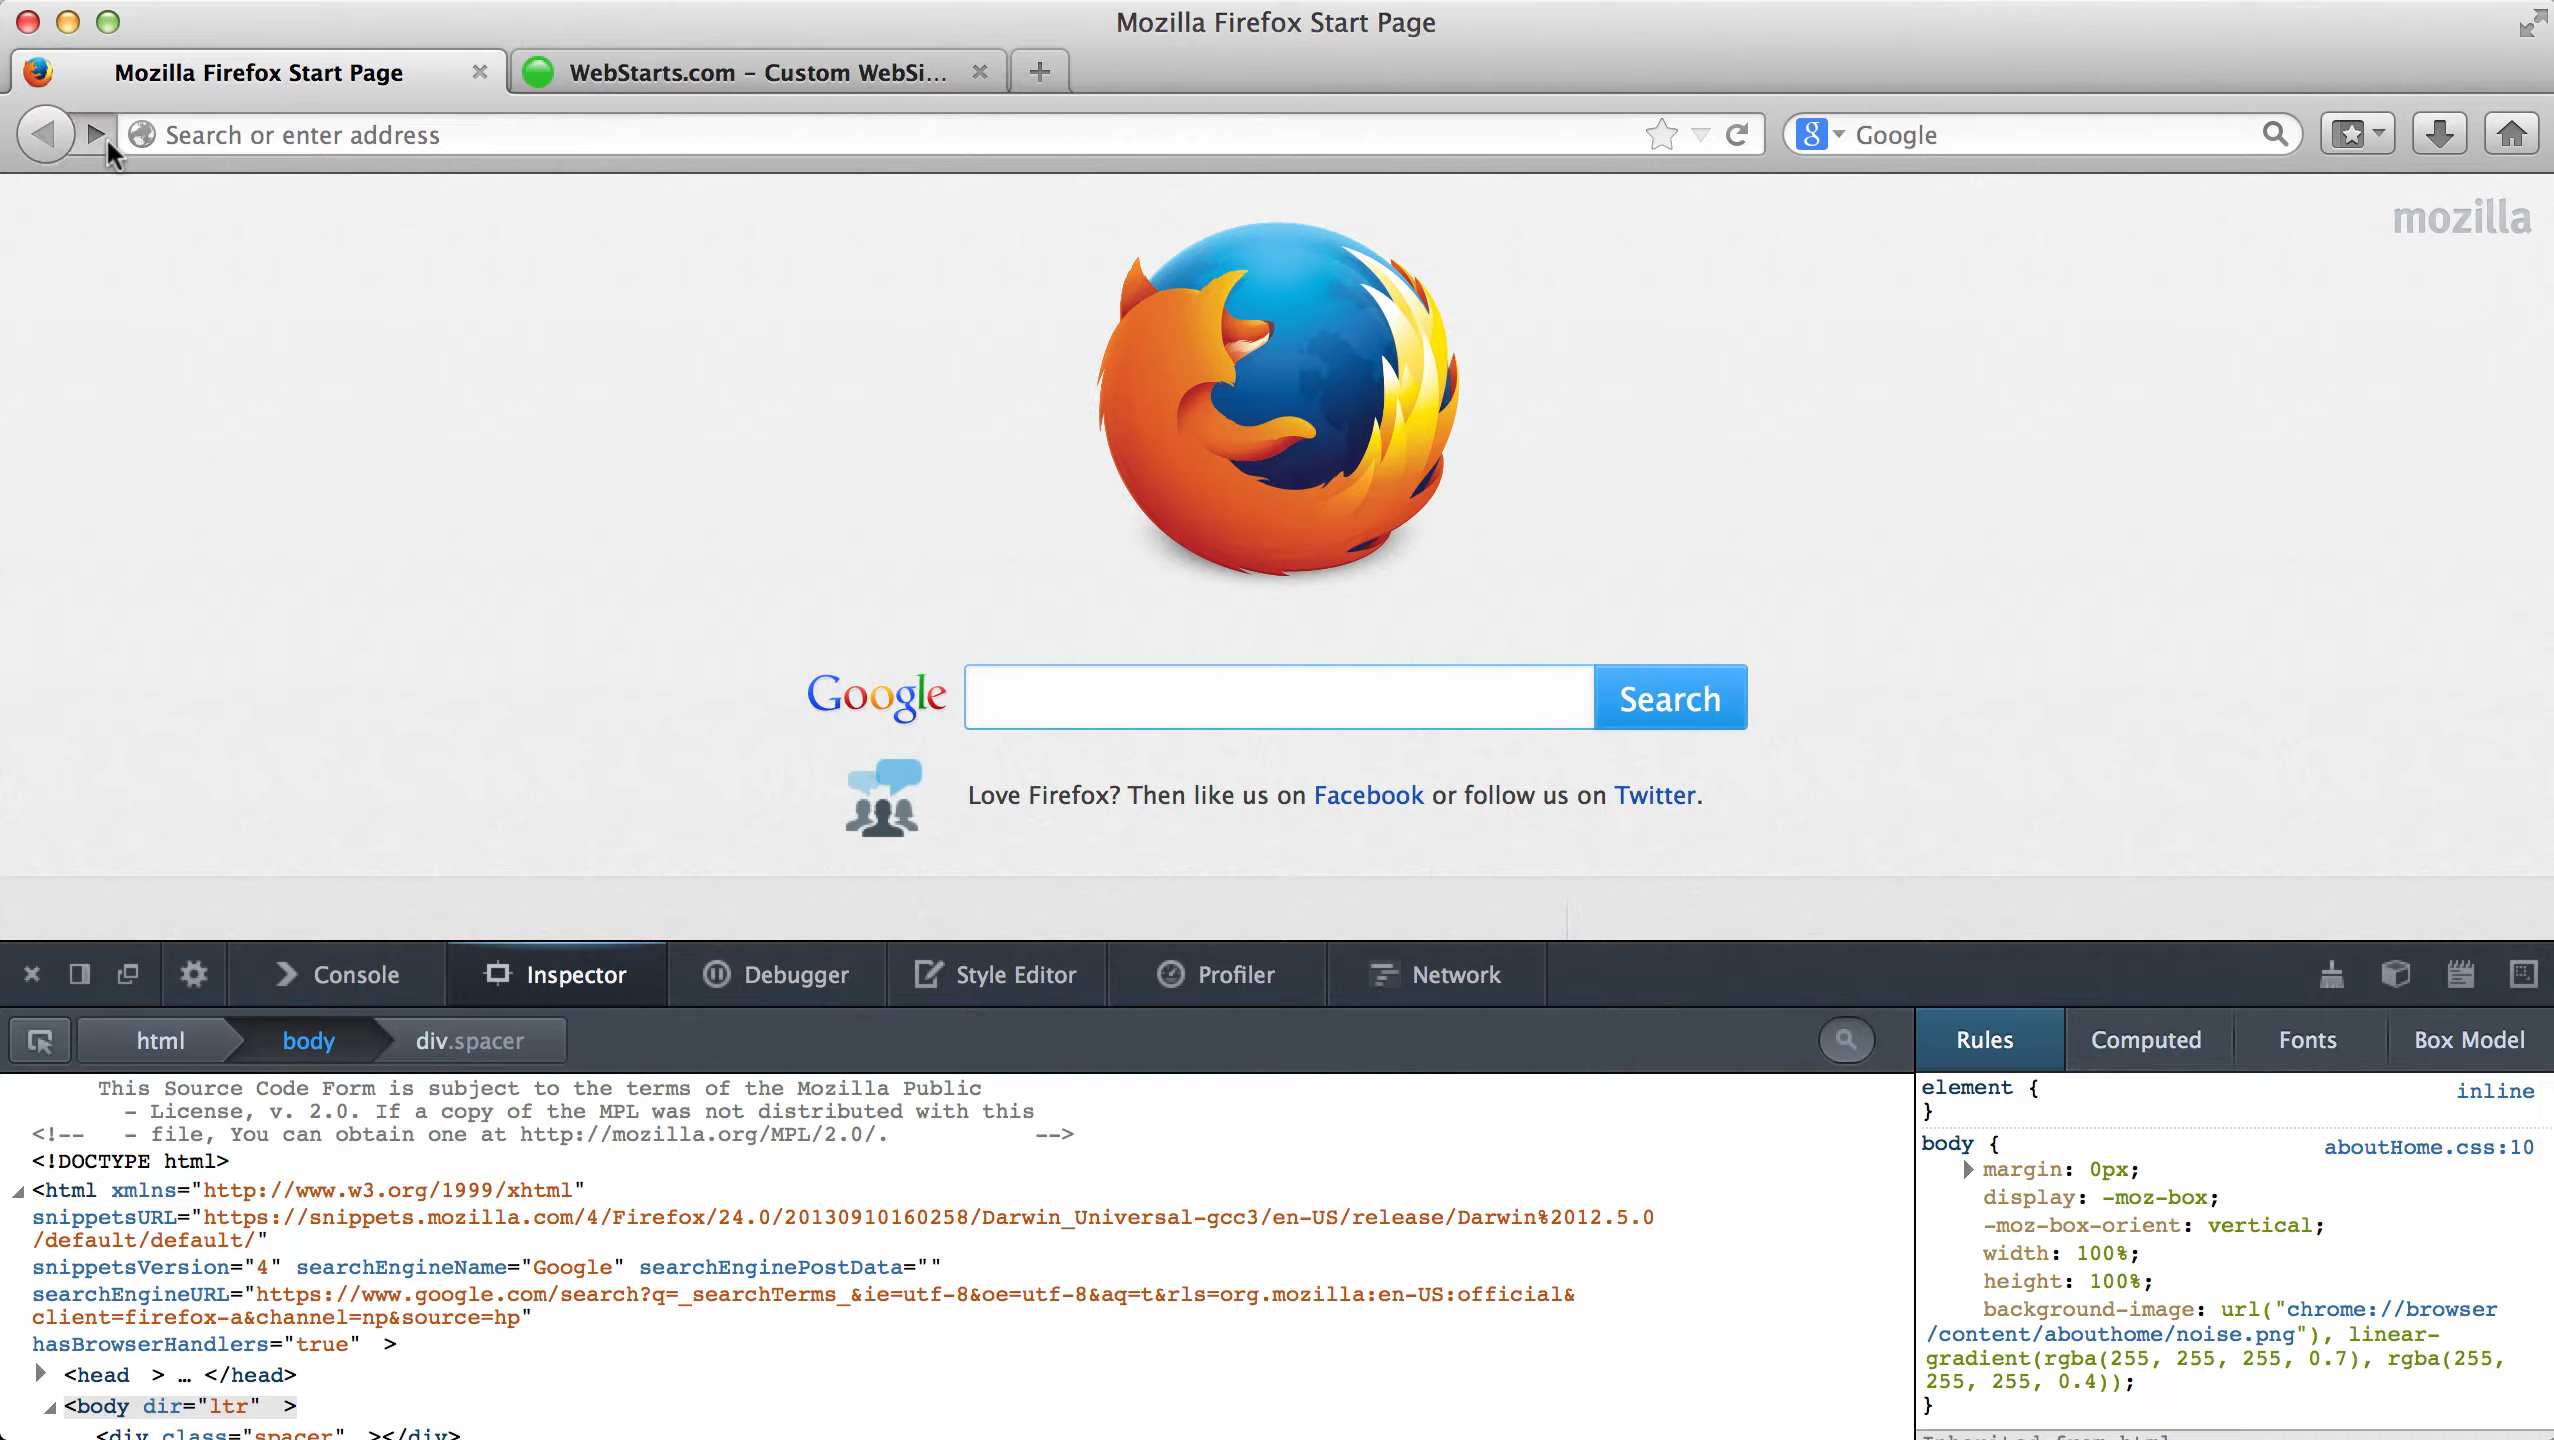 Mozilla Firefox Start Page
Mozilla Firefox Start Page
WebStarts.com – Custom WebSi...
Search or enter address
Google
mozilla
Google
Search
Love Firefox? Then like us on Facebook or follow us on Twitter.
Console
Inspector
Debugger
Style Editor
Profiler
Network
html
body
div.spacer
Rules
Computed
Fonts
Box Model
This Source Code Form is subject to the terms of the Mozilla Public
- License, v. 2.0. If a copy of the MPL was not distributed with this
<!-- - file, You can obtain one at http://mozilla.org/MPL/2.0/. -->
<!DOCTYPE html>
<html xmlns="http://www.w3.org/1999/xhtml"
snippetsURL="https://snippets.mozilla.com/4/Firefox/24.0/20130910160258/Darwin_Universal-gcc3/en-US/release/Darwin%2012.5.0
/default/default/"
snippetsVersion="4" searchEngineName="Google" searchEnginePostData=""
searchEngineURL="https://www.google.com/search?q=_searchTerms_&ie=utf-8&oe=utf-8&aq=t&rls=org.mozilla:en-US:official&
client=firefox-a&channel=np&source=hp"
hasBrowserHandlers="true" >
<head > … </head>
<body dir="ltr" >
<div class="spacer" ></div>
element {
inline
}
body {
aboutHome.css:10
margin: 0px;
display: -moz-box;
-moz-box-orient: vertical;
width: 100%;
height: 100%;
background-image: url("chrome://browser
/content/abouthome/noise.png"), linear-
gradient(rgba(255, 255, 255, 0.7), rgba(255,
255, 255, 0.4));
}
Inherited from html